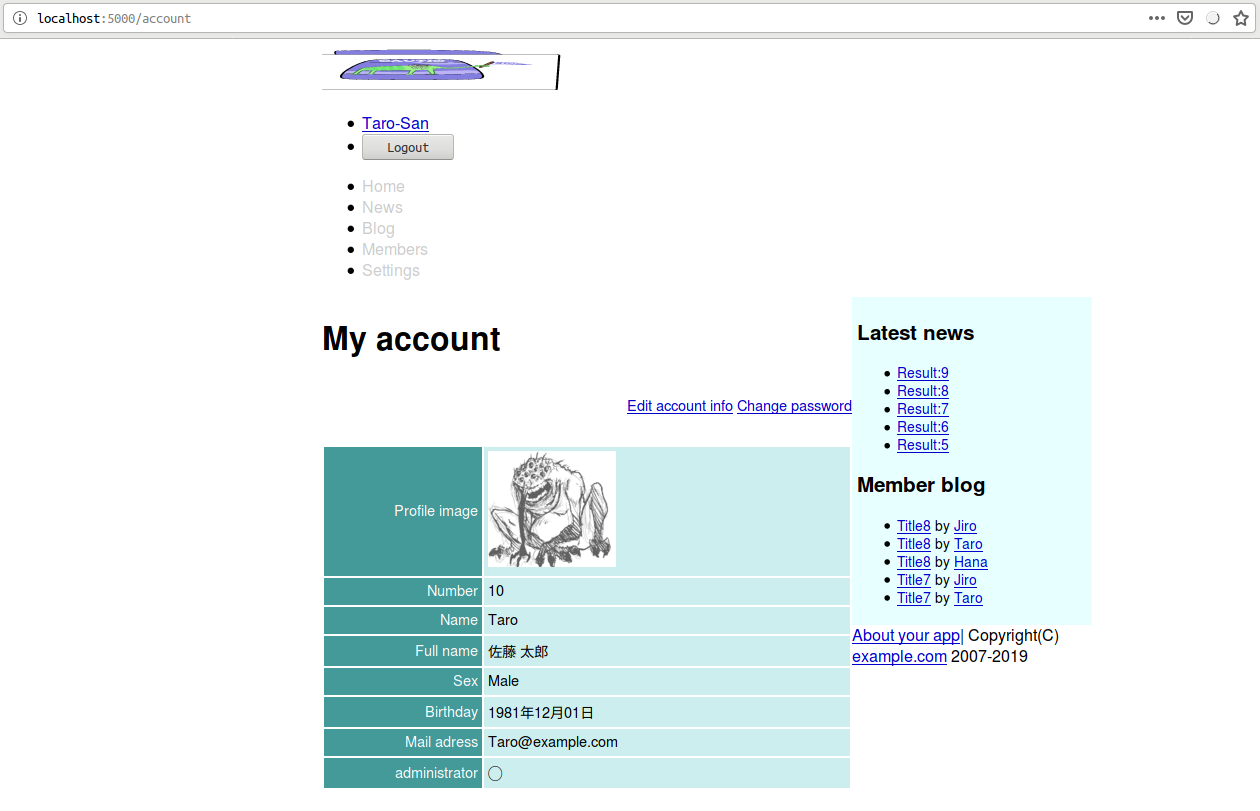 localhost:5000/account
Taro-San
Logout
Home
News
Blog
Members
Settings
My account
Edit account info Change password
Profile image
Number 10
Name Taro
Full name 佐藤 太郎
Sex Male
Birthday 1981年12月01日
Mail adress Taro@example.com
administrator ◯
Latest news
Result:9
Result:8
Result:7
Result:6
Result:5
Member blog
Title8 by Jiro
Title8 by Taro
Title8 by Hana
Title7 by Jiro
Title7 by Taro
About your app| Copyright(C)
example.com 2007-2019